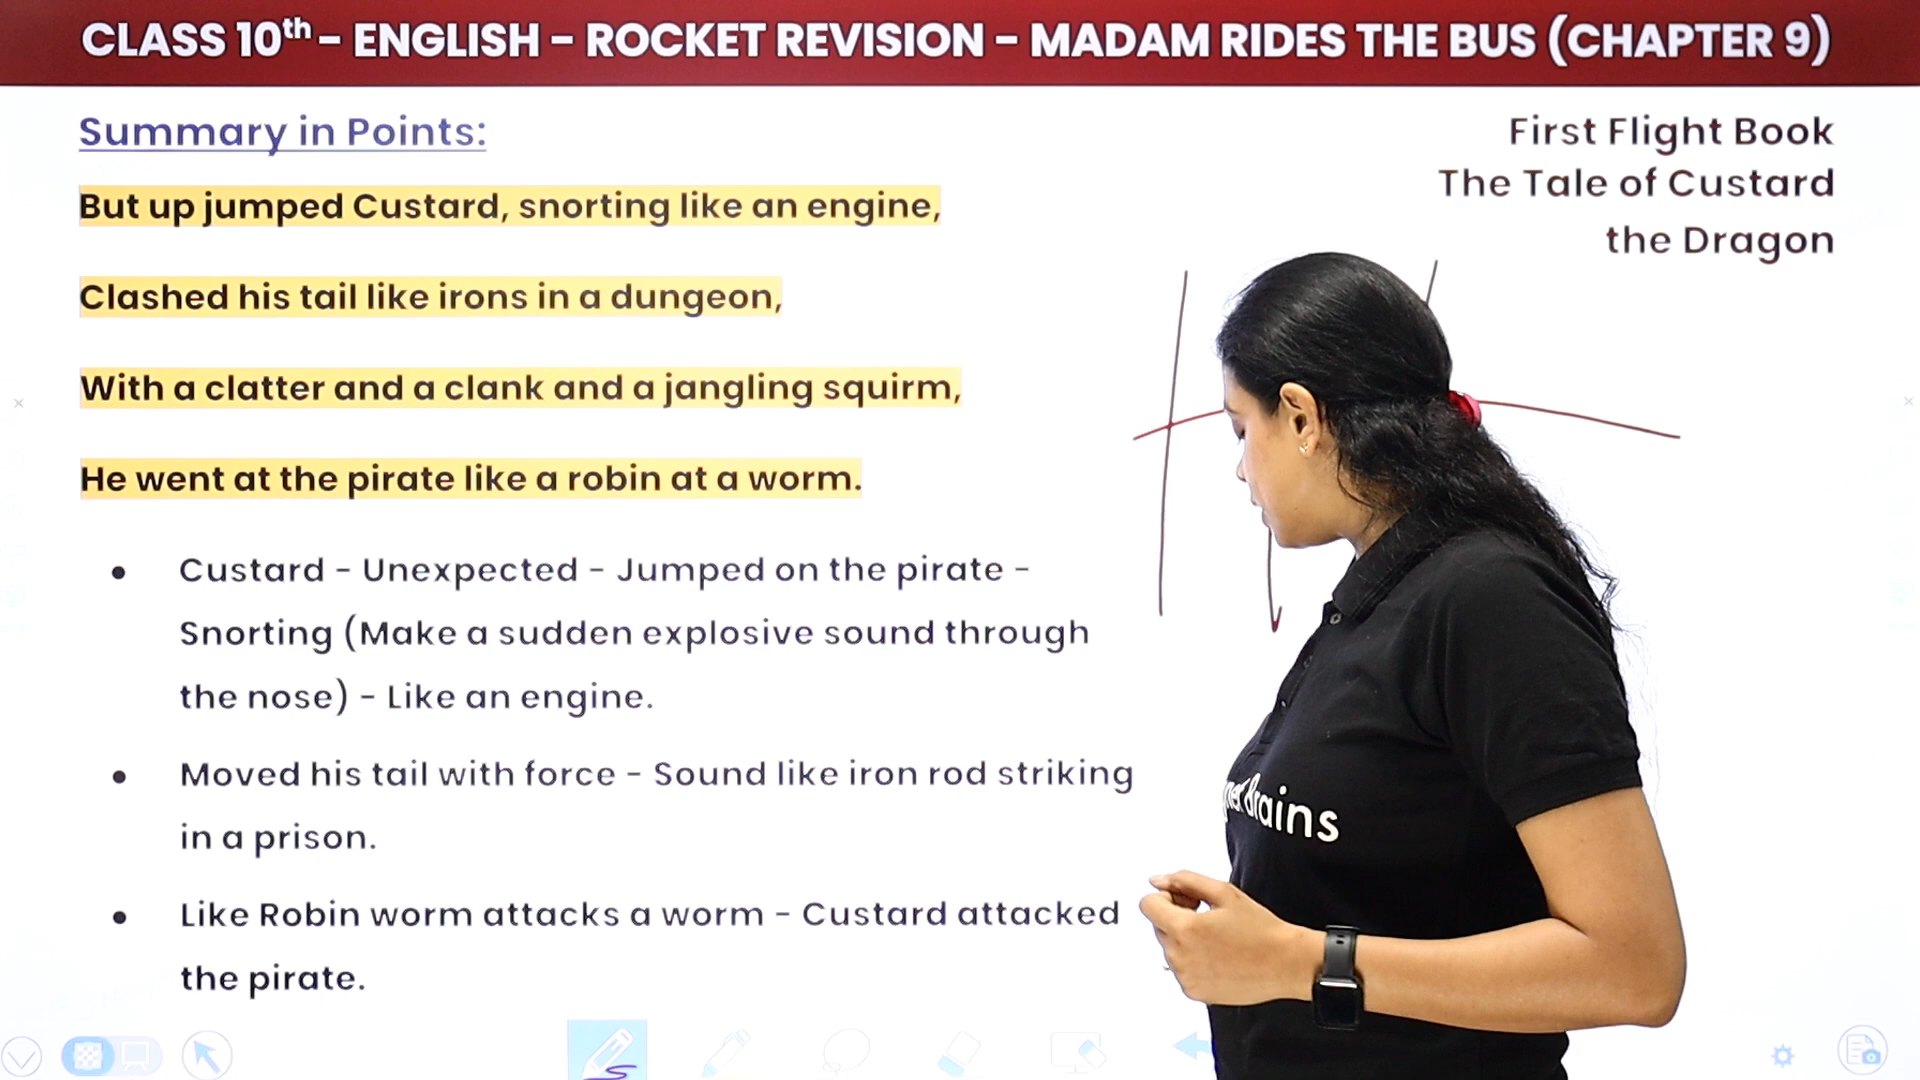 CLASS 10th - ENGLISH - ROCKET REVISION - MADAM RIDES THE BUS (CHAPTER 9)
Summary in Points:
First Flight Book
The Tale of Custard
the Dragon
But up jumped Custard, snorting like an engine,
Clashed his tail like irons in a dungeon,
With a clatter and a clank and a jangling squirm,
He went at the pirate like a robin at a worm.
• Custard - Unexpected - Jumped on the pirate -
Snorting (Make a sudden explosive sound through
the nose) - Like an engine.
• Moved his tail with force - Sound like iron rod striking
in a prison.
• Like Robin worm attacks a worm - Custard attacked
the pirate.
Brains